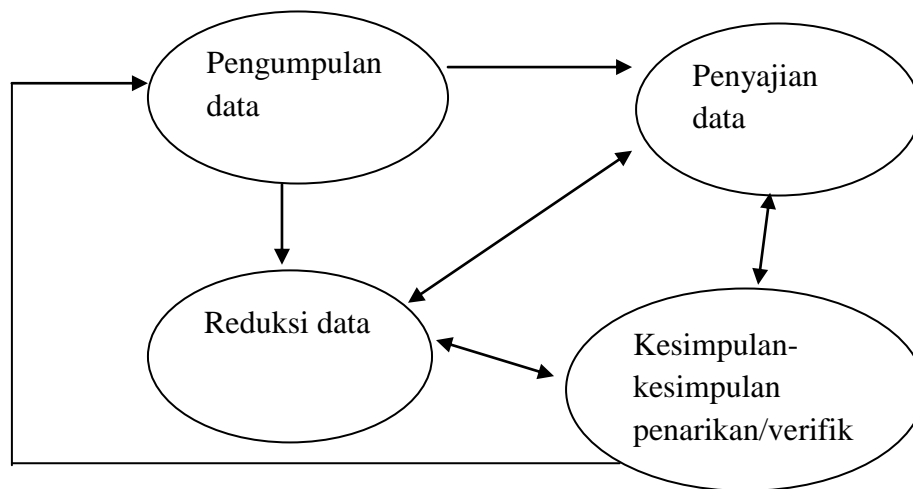 Pengumpulan
data
Penyajian
data
Reduksi data
Kesimpulan-
kesimpulan
penarikan/verifik